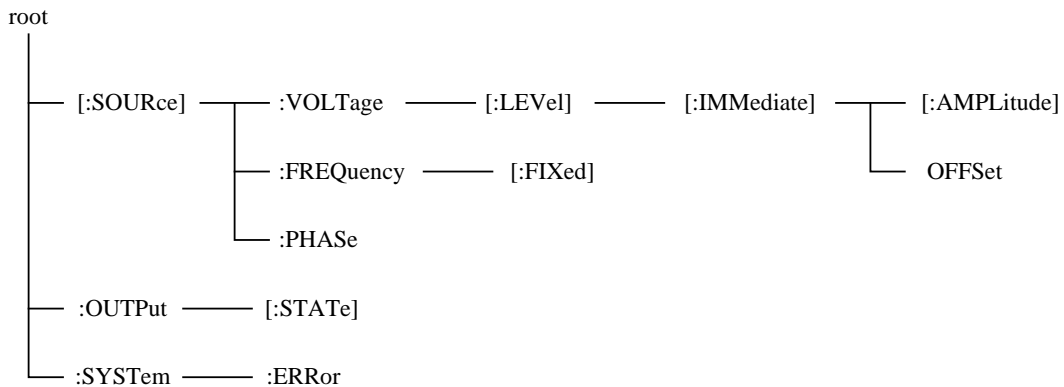 root
[:SOURce] :VOLTage [:LEVel] [:IMMediate] [:AMPLitude]
:FREQuency [:FIXed] OFFSet
:PHASe
:OUTPut [:STATe]
:SYSTem :ERRor